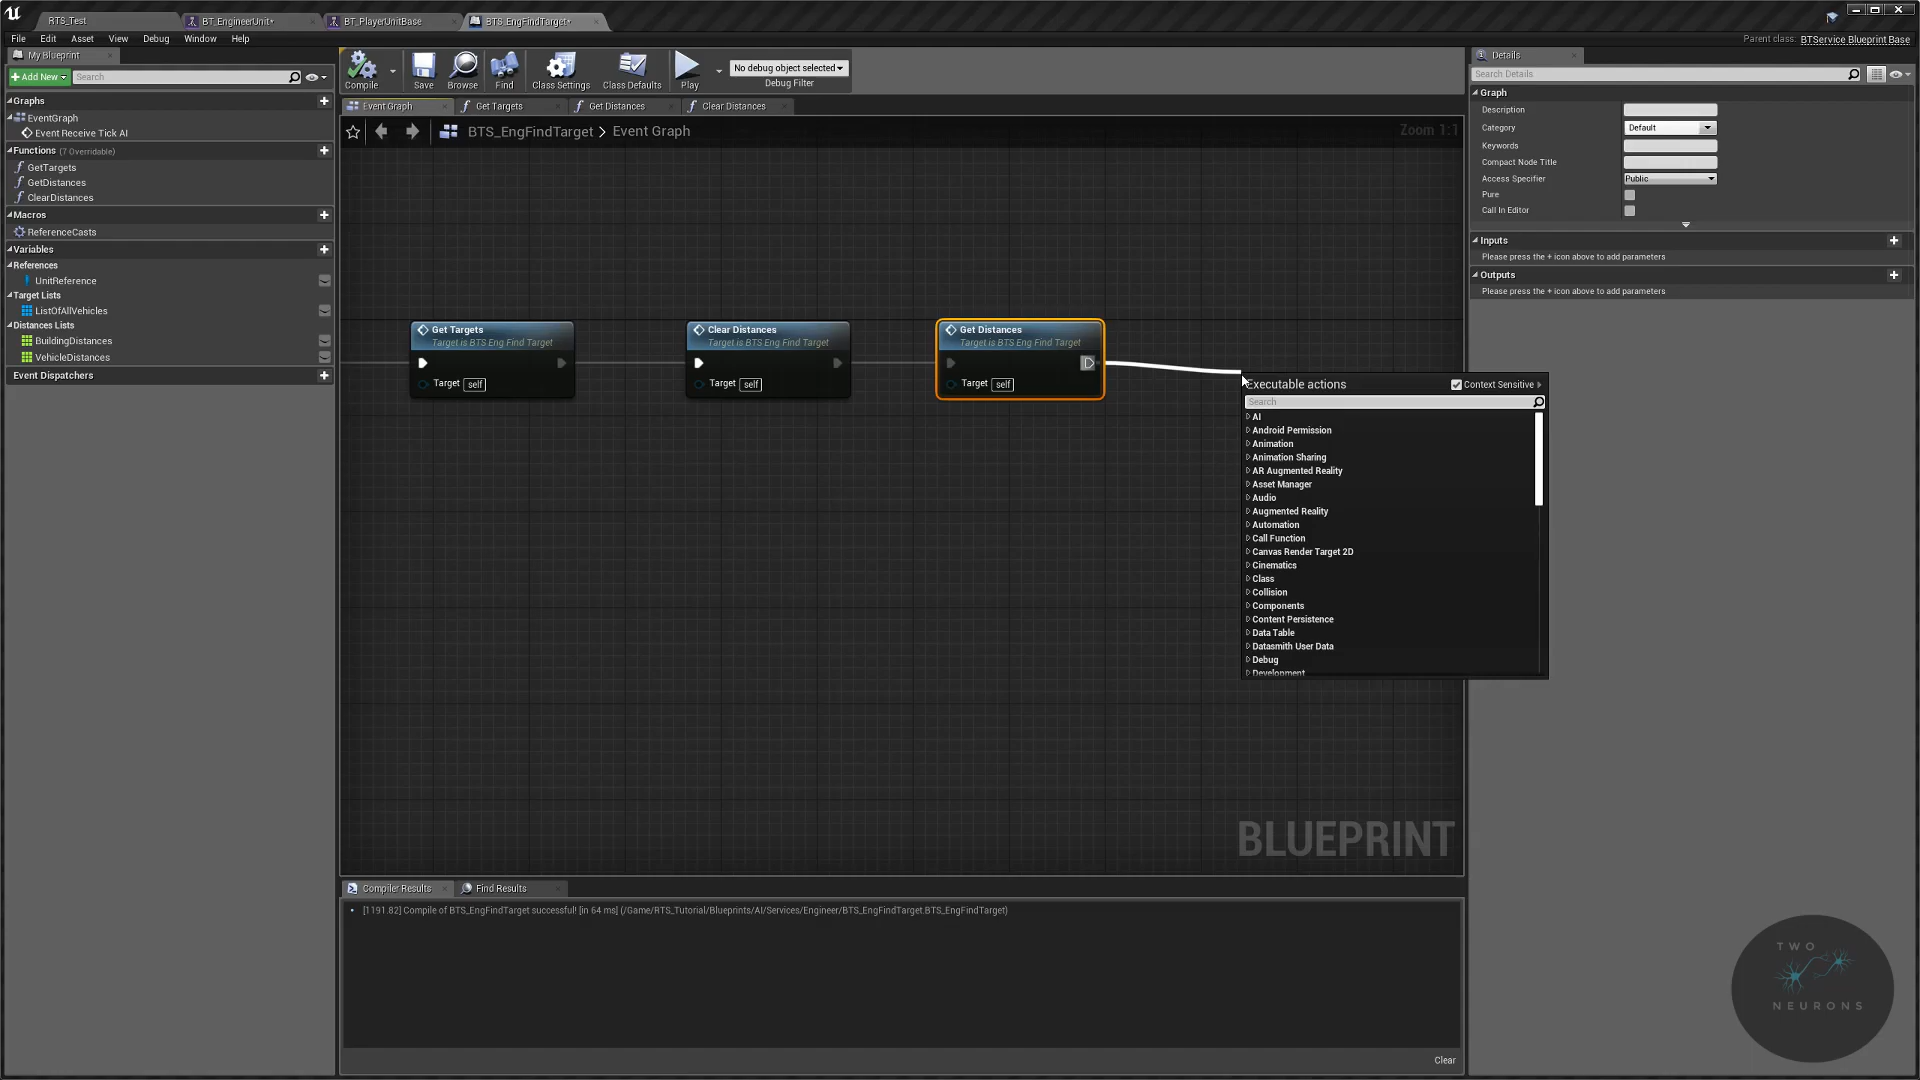 RTS_Test
BT_EngineerUnit*
BT_PlayerUnitBase
BTS_EngFindTarget*
File Edit Asset View Debug Window Help
Parent class: BTService Blueprint Base
My Blueprint
Add New
Search
Graphs
EventGraph
Event Receive Tick AI
Functions (7 Overridable)
GetTargets
GetDistances
ClearDistances
Macros
ReferenceCasts
Variables
References
UnitReference
Target Lists
ListOfAllVehicles
Distances Lists
BuildingDistances
VehicleDistances
Event Dispatchers
Compile
Save
Browse
Find
Class Settings
Class Defaults
Play
No debug object selected
Debug Filter
Event Graph
Get Targets
Get Distances
Clear Distances
BTS_EngFindTarget > Event Graph
Zoom 1:1
Get Targets
Target is BTS Eng Find Target
Target self
Clear Distances
Target is BTS Eng Find Target
Target self
Get Distances
Target is BTS Eng Find Target
Target self
Executable actions
Context Sensitive
Search
AI
Android Permission
Animation
Animation Sharing
AR Augmented Reality
Asset Manager
Audio
Augmented Reality
Automation
Call Function
Canvas Render Target 2D
Cinematics
Class
Collision
Components
Content Persistence
Data Table
Datasmith User Data
Debug
Development
BLUEPRINT
Compiler Results
Find Results
[1191.82] Compile of BTS_EngFindTarget successful! [in 64 ms] (/Game/RTS_Tutorial/Blueprints/AI/Services/Engineer/BTS_EngFindTarget.BTS_EngFindTarget)
Clear
Details
Search Details
Graph
Description
Category Default
Keywords
Compact Node Title
Access Specifier Public
Pure
Call In Editor
Inputs
Please press the + icon above to add parameters
Outputs
Please press the + icon above to add parameters
TWO
NEURONS